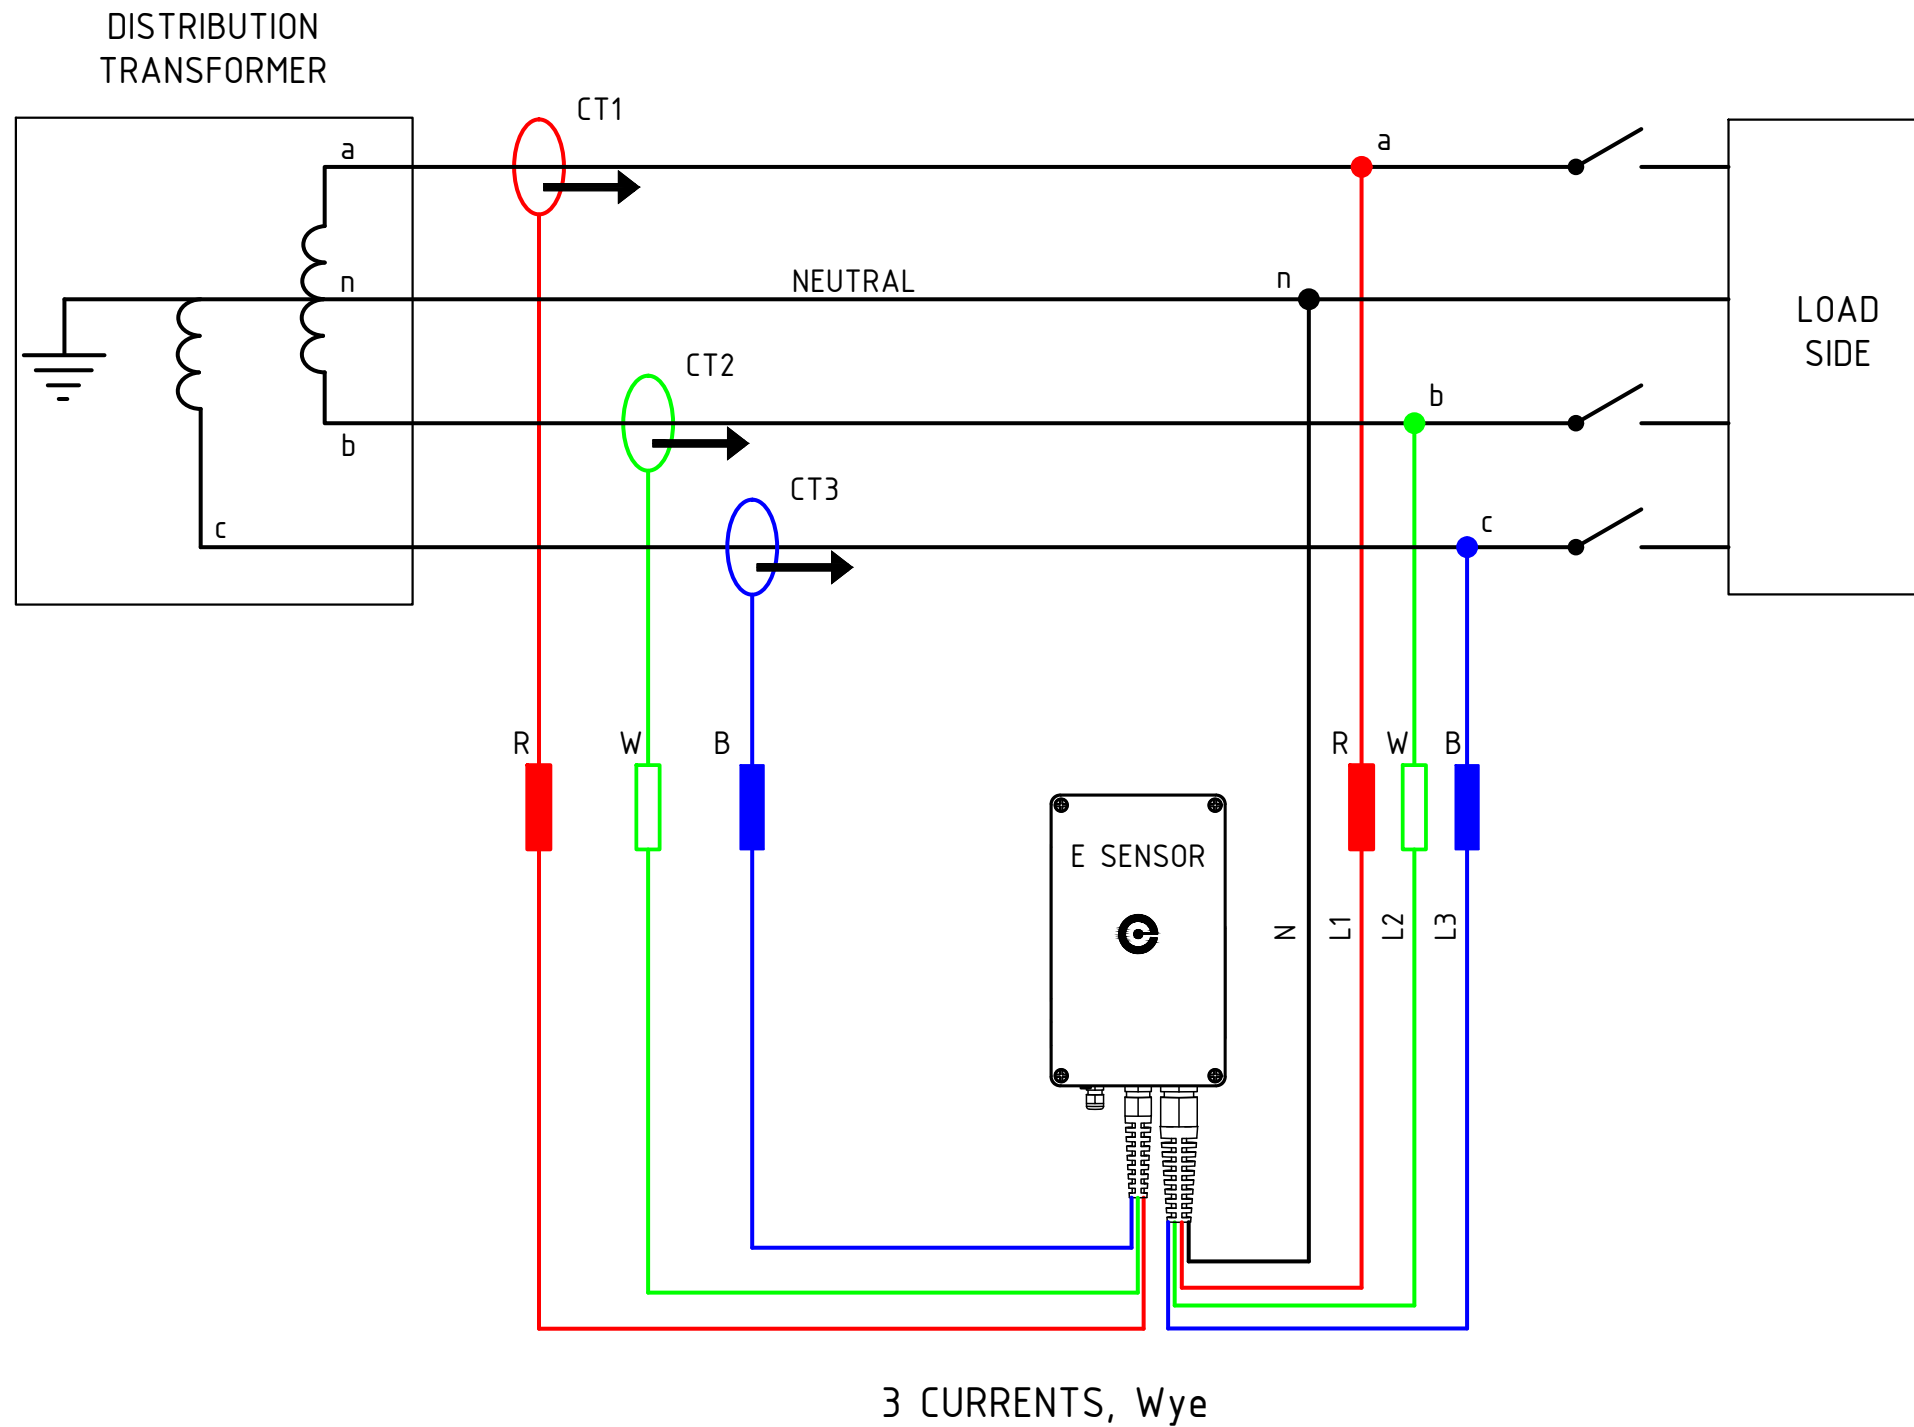 DISTRIBUTION
TRANSFORMER
CT1
a
a
n
NEUTRAL
n
LOAD
SIDE
CT2
b
b
CT3
c
c
R
W
B
R
W
B
E SENSOR
N
L1
L2
L3
3 CURRENTS, Wye